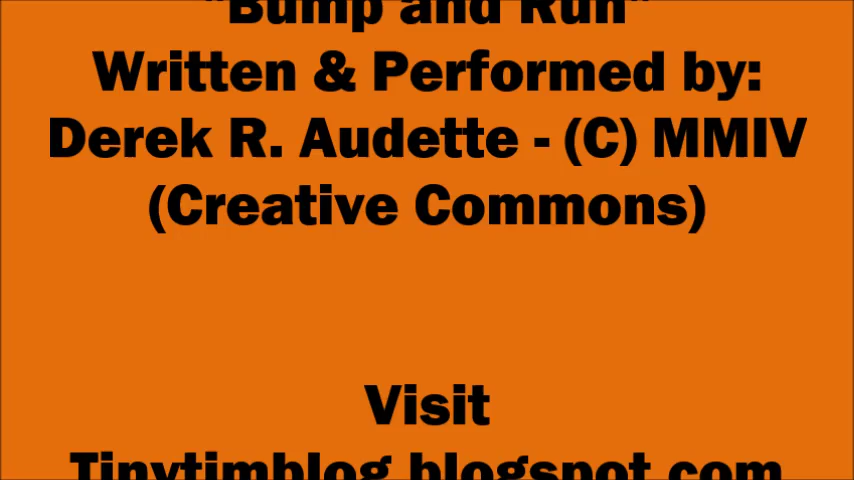 "Bump and Run"
Written & Performed by:
Derek R. Audette - (C) MMIV
(Creative Commons)
Visit
Tinytimblog.blogspot.com